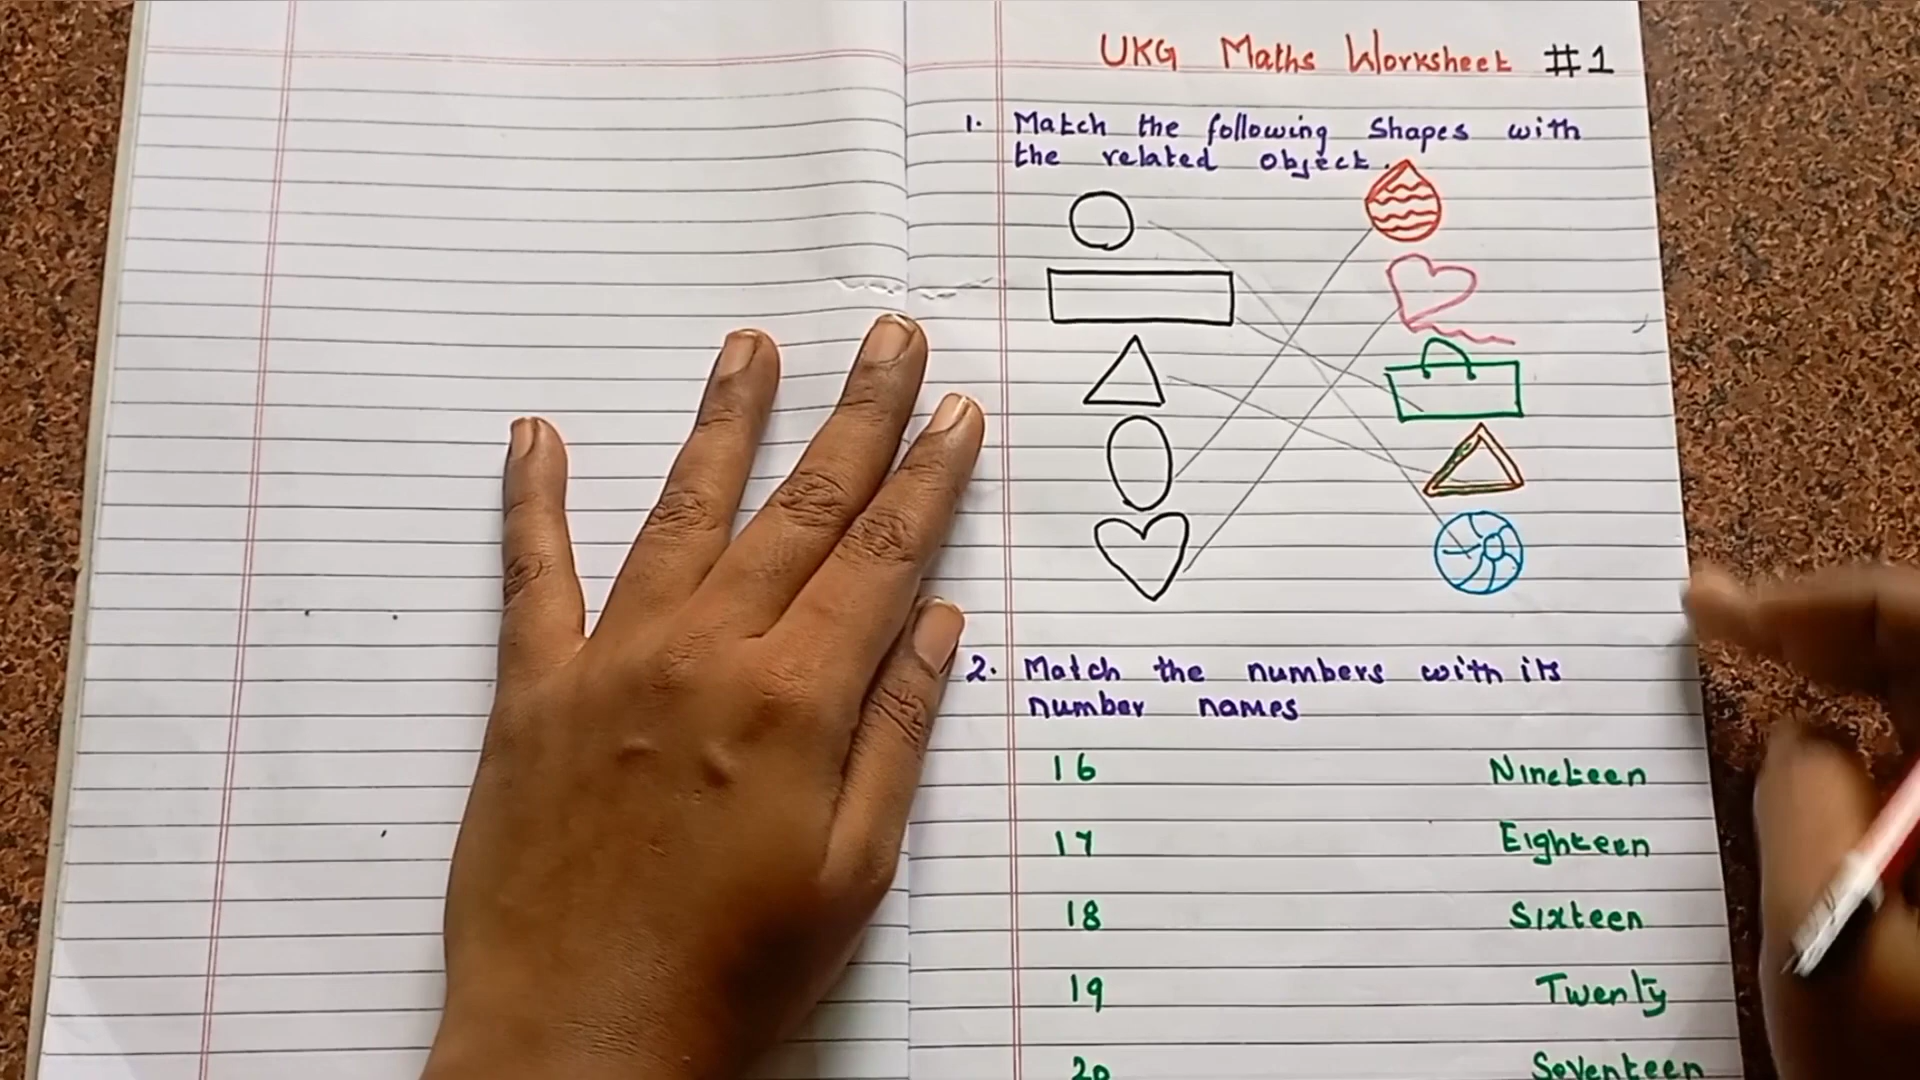 UKG Maths Worksheet #1
1. Match the following Shapes with
the related object.
2. Match the numbers with its
number names
16 Nineteen
17 Eighteen
18 Sixteen
19 Twenty
20 Seventeen